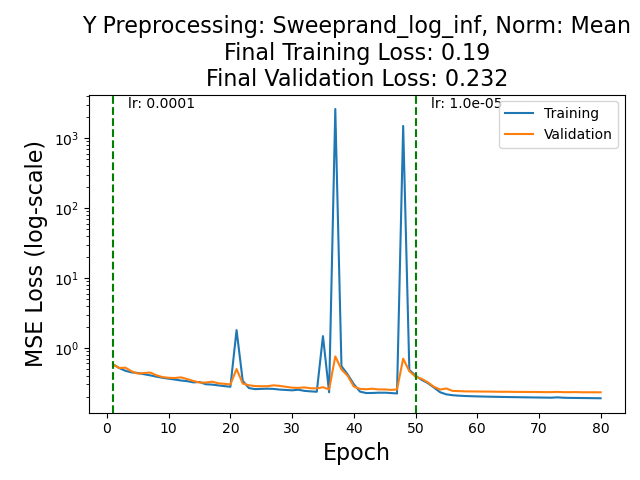 Y Preprocessing: Sweeprand_log_inf, Norm: Mean
Final Training Loss: 0.19
Final Validation Loss: 0.232
lr: 0.0001
lr: 1.0e-05
Training
Validation
MSE Loss (log-scale)
10³
10²
10¹
10⁰
0 10 20 30 40 50 60 70 80
Epoch